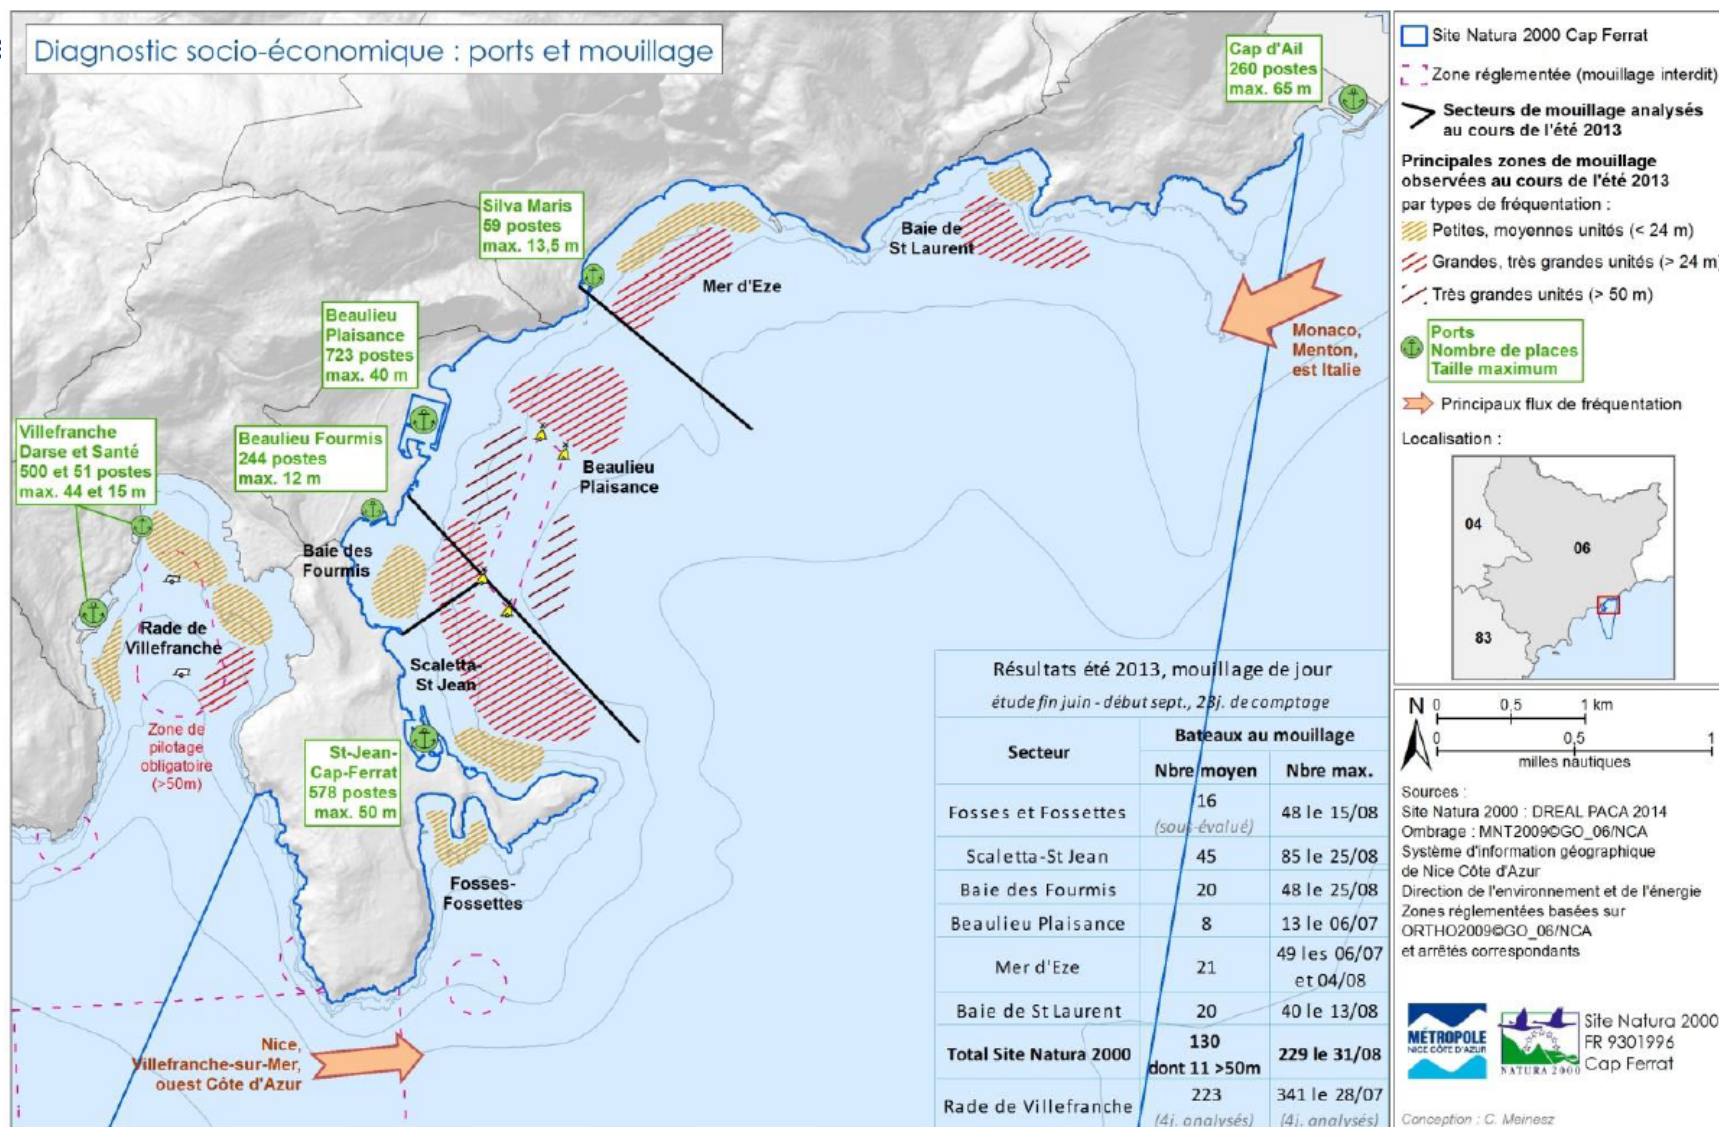 Diagnostic socio-économique : ports et mouillage
Cap d'Ail
260 postes
max. 65 m
Silva Maris
59 postes
max. 13,5 m
Baie de
St Laurent
Mer d'Eze
Monaco,
Menton,
est Italie
Beaulieu
Plaisance
723 postes
max. 40 m
Villefranche
Darse et Santé
500 et 51 postes
max. 44 et 15 m
Beaulieu Fourmis
244 postes
max. 12 m
Beaulieu
Plaisance
Baie des
Fourmis
Rade de
Villefranche
Scaletta-
St Jean
Zone de
pilotage
obligatoire
(>50m)
St-Jean-
Cap-Ferrat
578 postes
max. 50 m
Fosses-
Fossettes
Nice,
Villefranche-sur-Mer,
ouest Côte d'Azur
Résultats été 2013, mouillage de jour
étude fin juin - début sept., 23j. de comptage
Secteur
Bateaux au mouillage
Nbre moyen Nbre max.
Fosses et Fossettes 16 (sous-évalué) 48 le 15/08
Scaletta-St Jean 45 85 le 25/08
Baie des Fourmis 20 48 le 25/08
Beaulieu Plaisance 8 13 le 06/07
Mer d'Eze 21 49 les 06/07 et 04/08
Baie de St Laurent 20 40 le 13/08
Total Site Natura 2000 130 dont 11 >50m 229 le 31/08
Rade de Villefranche 223 (4j. analysés) 341 le 28/07 (4j. analysés)
Site Natura 2000 Cap Ferrat
Zone réglementée (mouillage interdit)
Secteurs de mouillage analysés
au cours de l'été 2013
Principales zones de mouillage
observées au cours de l'été 2013
par types de fréquentation :
Petites, moyennes unités (< 24 m)
Grandes, très grandes unités (> 24 m)
Très grandes unités (> 50 m)
Ports
Nombre de places
Taille maximum
Principaux flux de fréquentation
Localisation :
04
06
83
N
0 0,5 1 km
0 0,5 1
milles nautiques
Sources :
Site Natura 2000 : DREAL PACA 2014
Ombrage : MNT2009©GO_06/NCA
Système d'information géographique
de Nice Côte d'Azur
Direction de l'environnement et de l'énergie
Zones réglementées basées sur
ORTHO2009©GO_06/NCA
et arrêtés correspondants
MÉTROPOLE
NICE CÔTE D'AZUR
NATURA 2000
Site Natura 2000
FR 9301996
Cap Ferrat
Conception : C. Meinesz